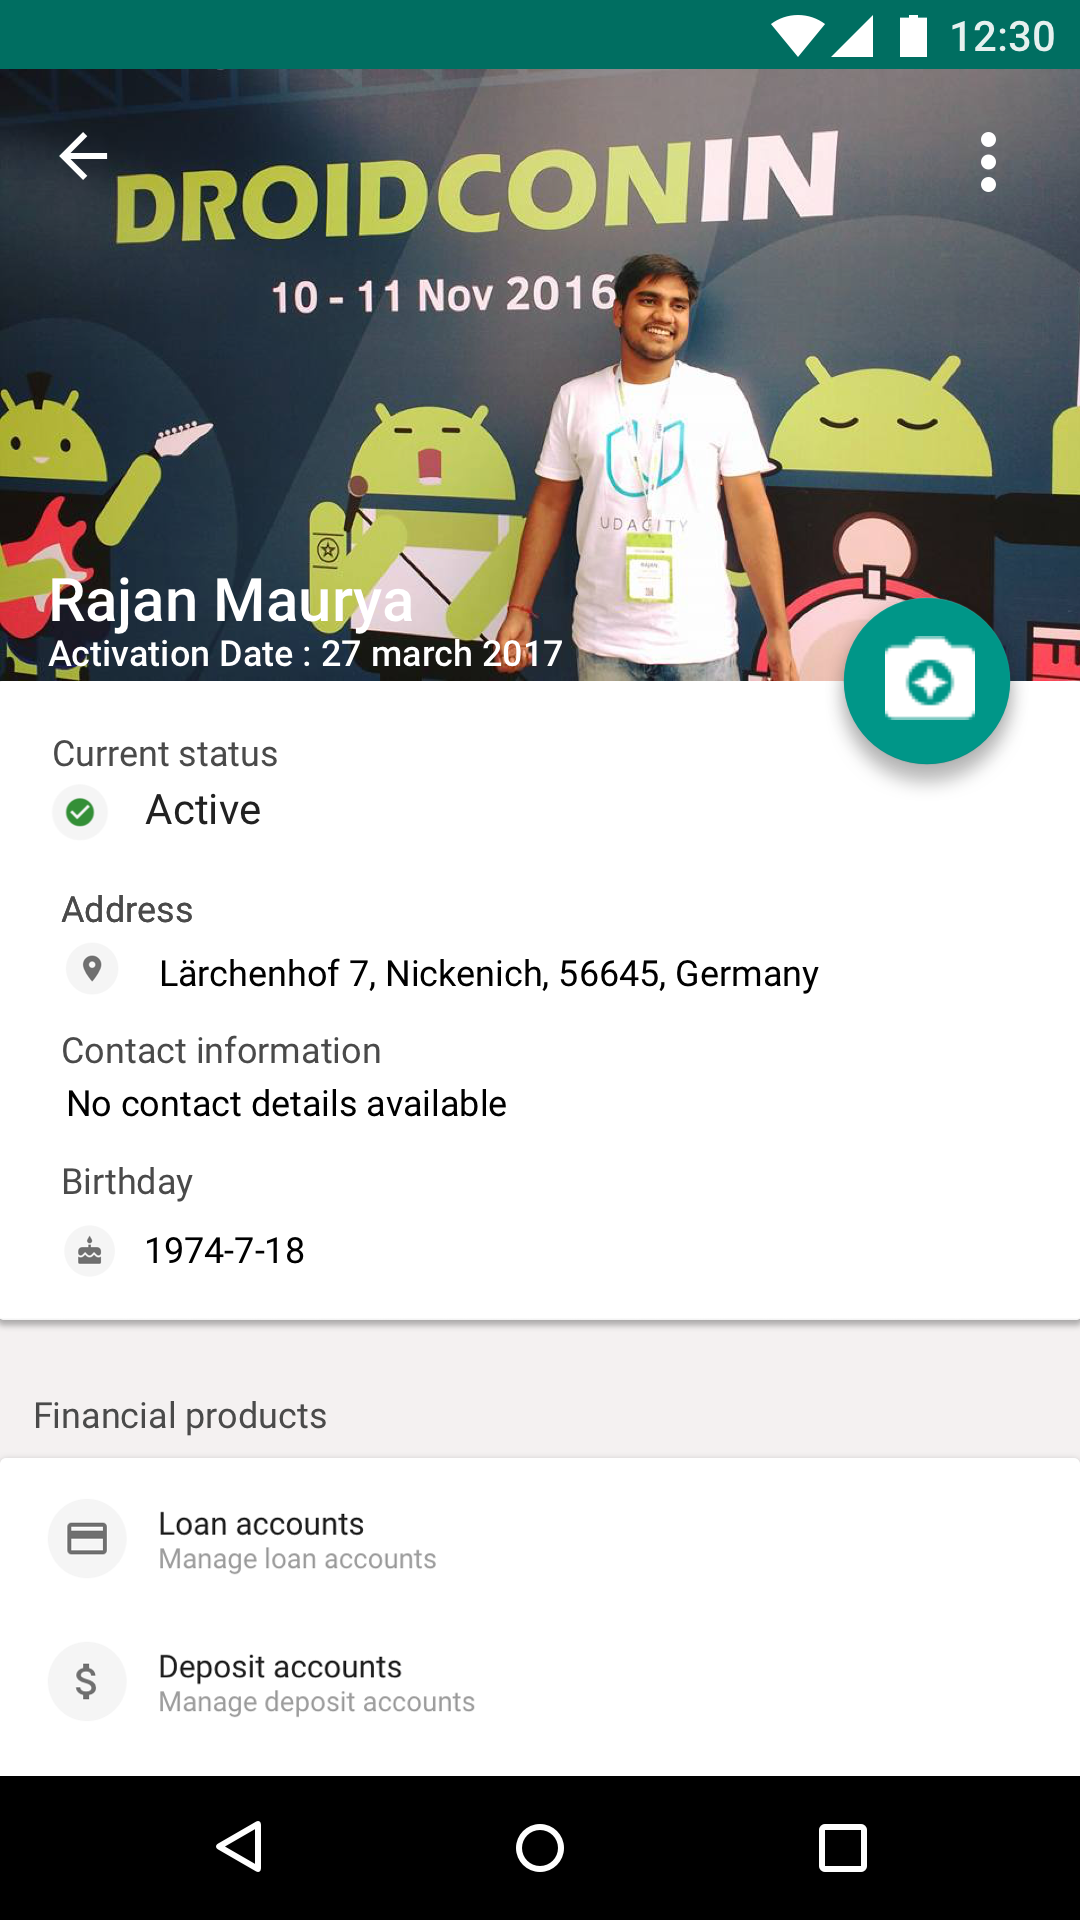 12:30
DROIDCONIN
10 - 11 Nov 2016
UDACITY
RAJAN
Rajan Maurya
Activation Date : 27 march 2017
Current status
Active
Address
Lärchenhof 7, Nickenich, 56645, Germany
Contact information
No contact details available
Birthday
1974-7-18
Financial products
Loan accounts
Manage loan accounts
Deposit accounts
Manage deposit accounts